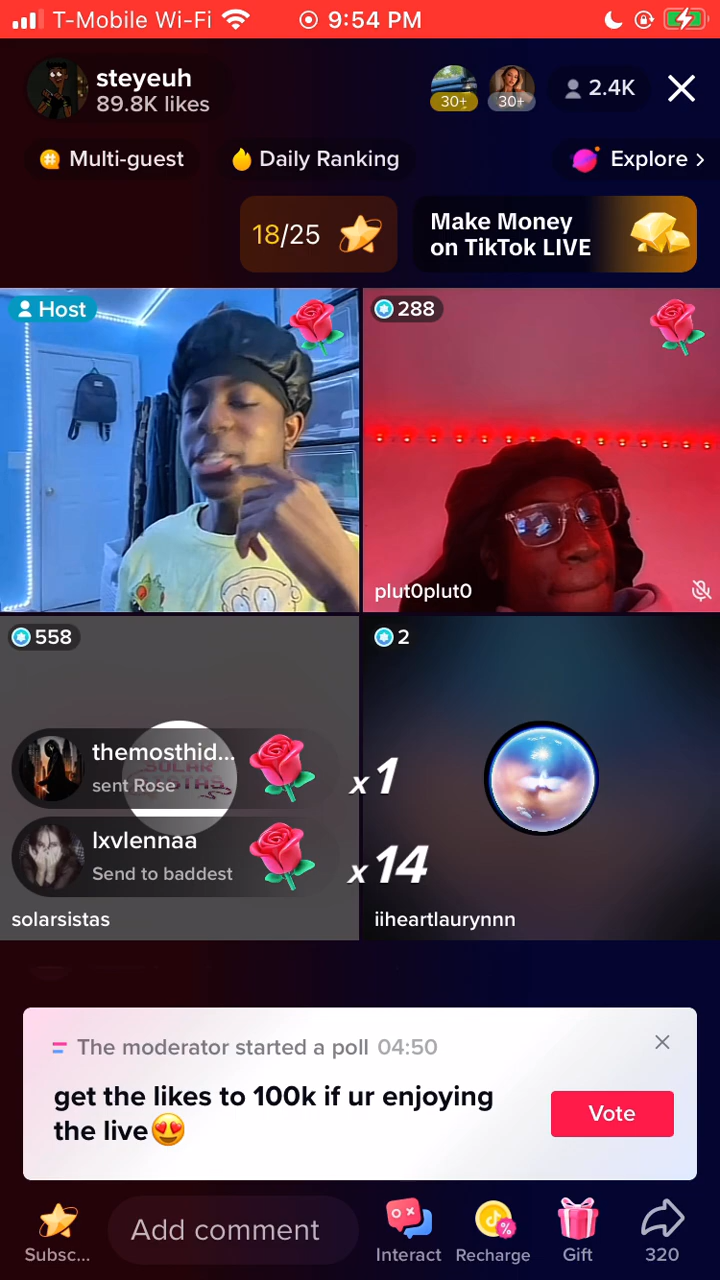 T-Mobile Wi-Fi 9:54 PM
steyeuh
89.8K likes
30+ 30+
2.4K
Multi-guest Daily Ranking Explore >
18/25
Make Money
on TikTok LIVE
Host
288
plut0plut0
558
2
themosthid...
sent Rose
x1
lxvlennaa
Send to baddest
x14
solarsistas
iiheartlaurynnn
The moderator started a poll 04:50
get the likes to 100k if ur enjoying
the live😍
Vote
Subsc...
Add comment
Interact
Recharge
Gift
320